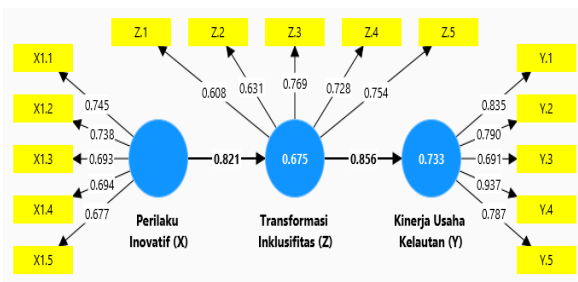 Z.1
Z.2
Z.3
Z.4
Z.5
X1.1
X1.2
X1.3
X1.4
X1.5
0.745
0.738
0.693
0.694
0.677
0.608
0.631
0.769
0.728
0.754
0.821
0.675
0.856
0.733
0.835
0.790
0.691
0.937
0.787
Y.1
Y.2
Y.3
Y.4
Y.5
Perilaku
Inovatif (X)
Transformasi
Inklusifitas (Z)
Kinerja Usaha
Kelautan (Y)